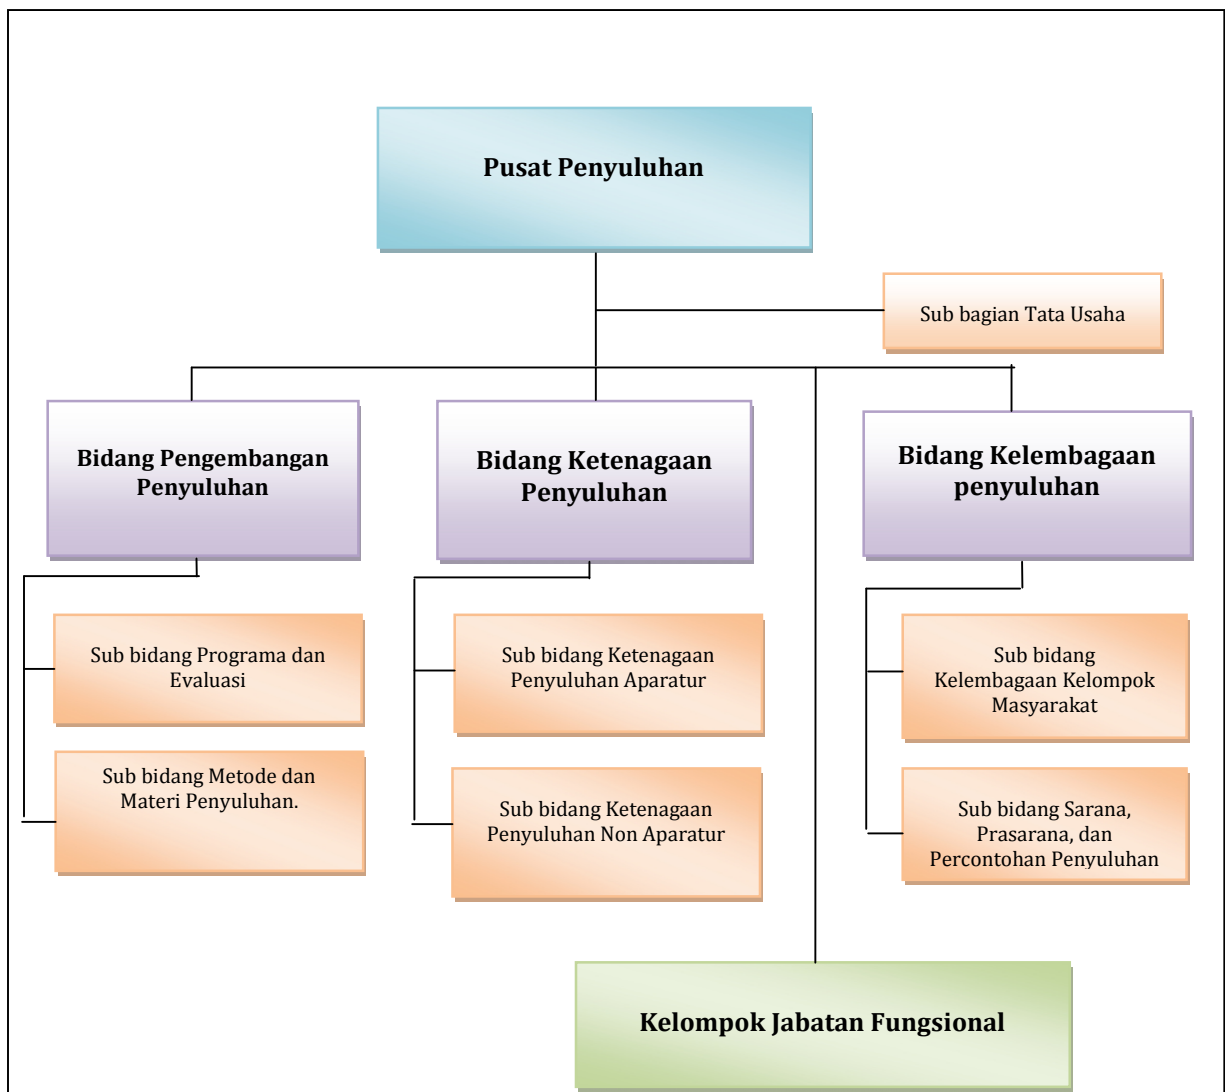 Pusat Penyuluhan
Sub bagian Tata Usaha
Bidang Pengembangan
Penyuluhan
Bidang Ketenagaan
Penyuluhan
Bidang Kelembagaan
penyuluhan
Sub bidang Programa dan
Evaluasi
Sub bidang Metode dan
Materi Penyuluhan.
Sub bidang Ketenagaan
Penyuluhan Aparatur
Sub bidang Ketenagaan
Penyuluhan Non Aparatur
Sub bidang
Kelembagaan Kelompok
Masyarakat
Sub bidang Sarana,
Prasarana, dan
Percontohan Penyuluhan
Kelompok Jabatan Fungsional